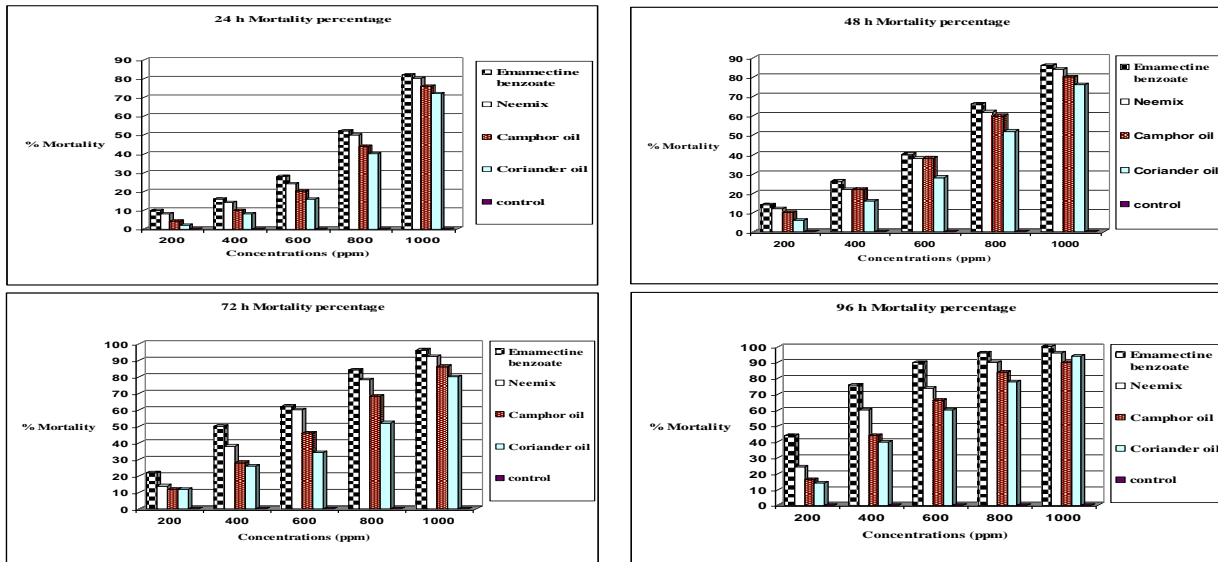 24 h Mortality percentage
90
80
70
60
50
40
30
20
10
0
% Mortality
200 400 600 800 1000
Concentrations (ppm)
Emamectine
benzoate
Neemix
Camphor oil
Coriander oil
control
48 h Mortality percentage
90
80
70
60
50
40
30
20
10
0
% Mortality
200 400 600 800 1000
Concentrations (ppm)
Emamectine
benzoate
Neemix
Camphor oil
Coriander oil
control
72 h Mortality percentage
100
90
80
70
60
50
40
30
20
10
0
% Mortality
200 400 600 800 1000
Concentrations (ppm)
Emamectine
benzoate
Neemix
Camphor oil
Coriander oil
control
96 h Mortality percentage
100
90
80
70
60
50
40
30
20
10
0
% Mortality
200 400 600 800 1000
Concentrations (ppm)
Emamectine
benzoate
Neemix
Camphor oil
Coriander oil
control